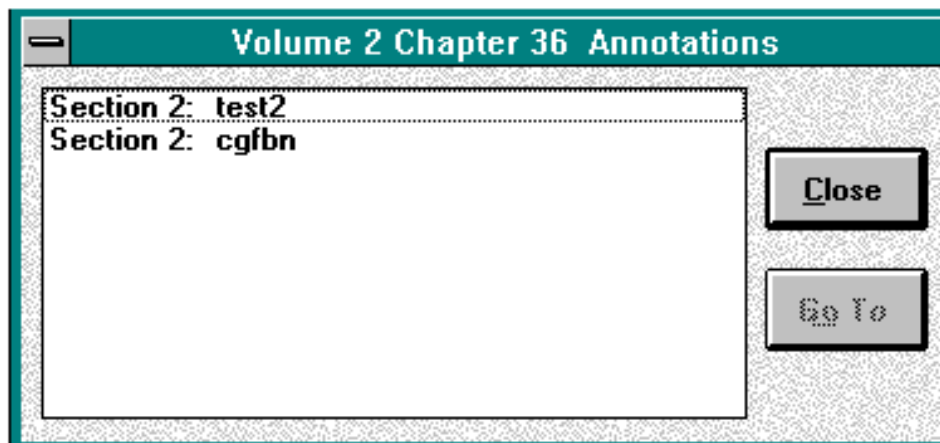 Volume 2 Chapter 36 Annotations
Section 2: test2
Section 2: cgfbn
Close
Go To